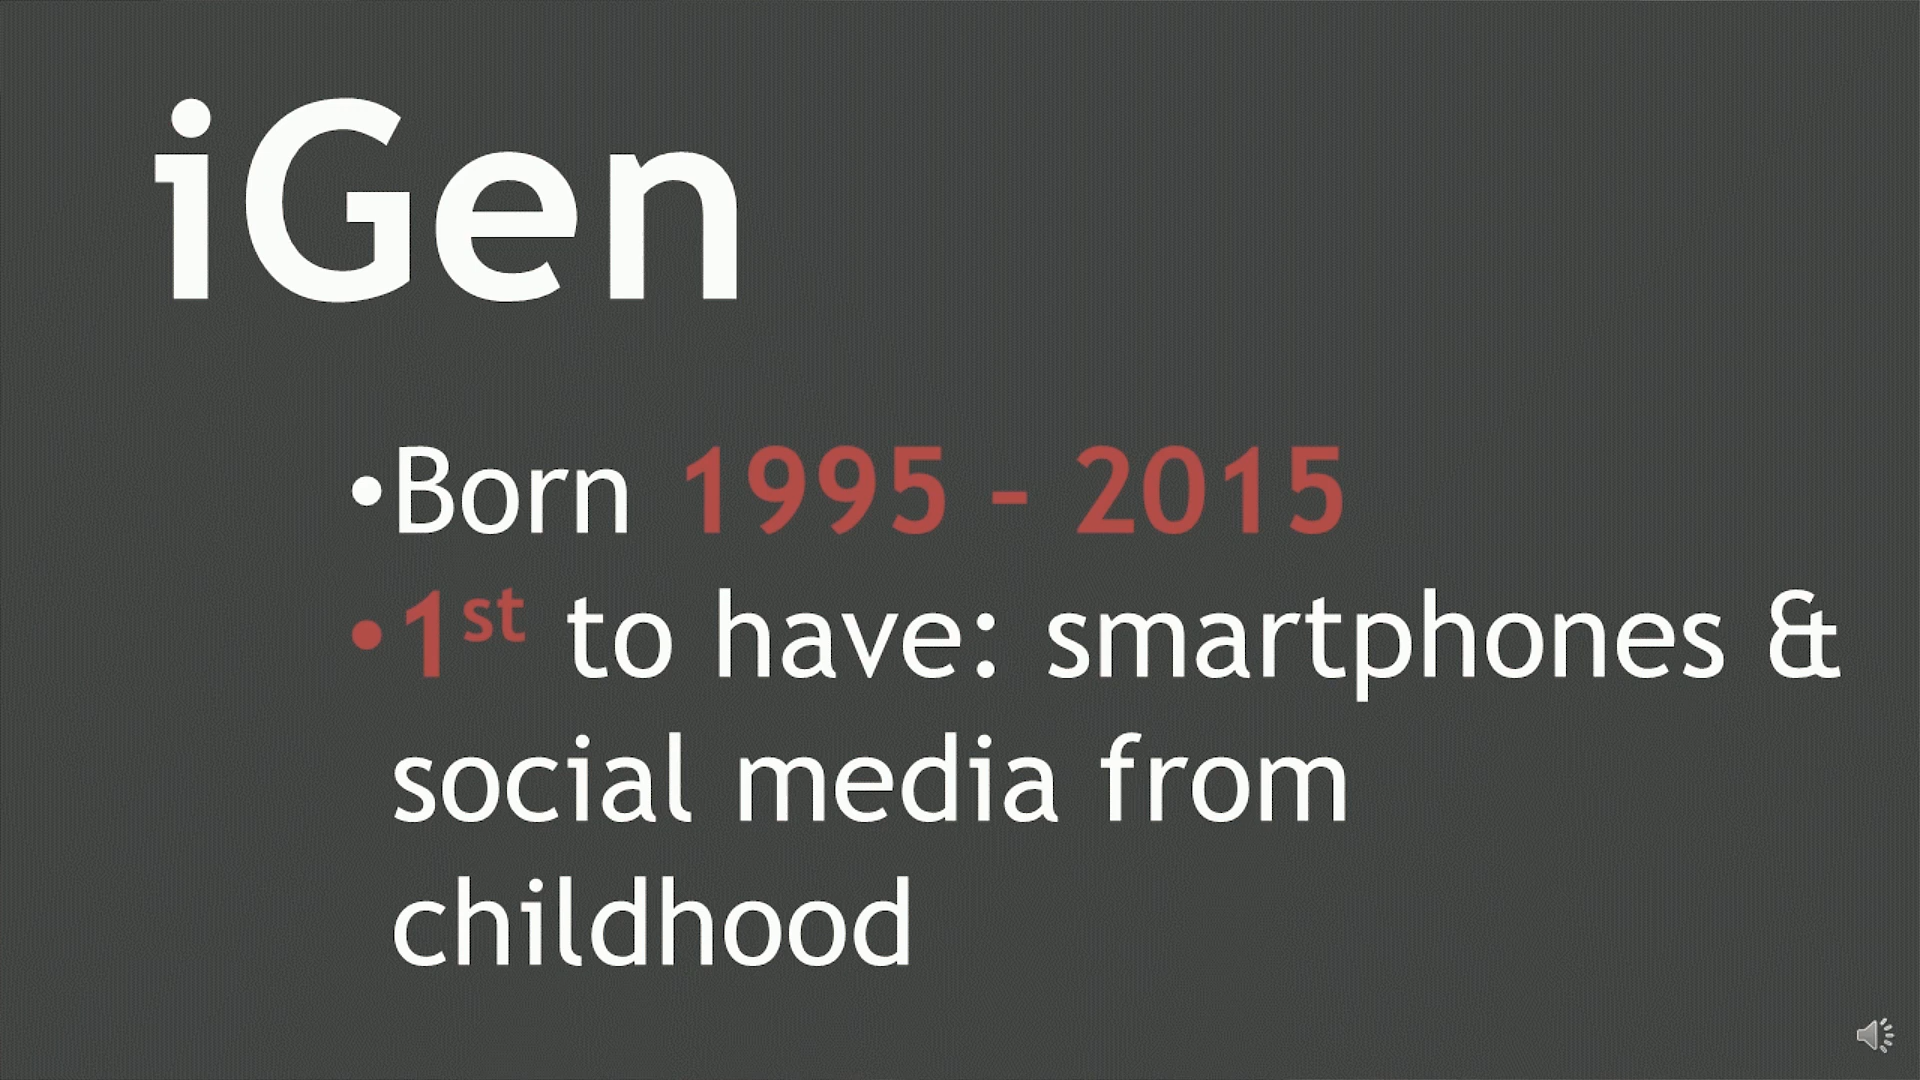 iGen
•Born 1995 - 2015
•1st to have: smartphones &
social media from
childhood